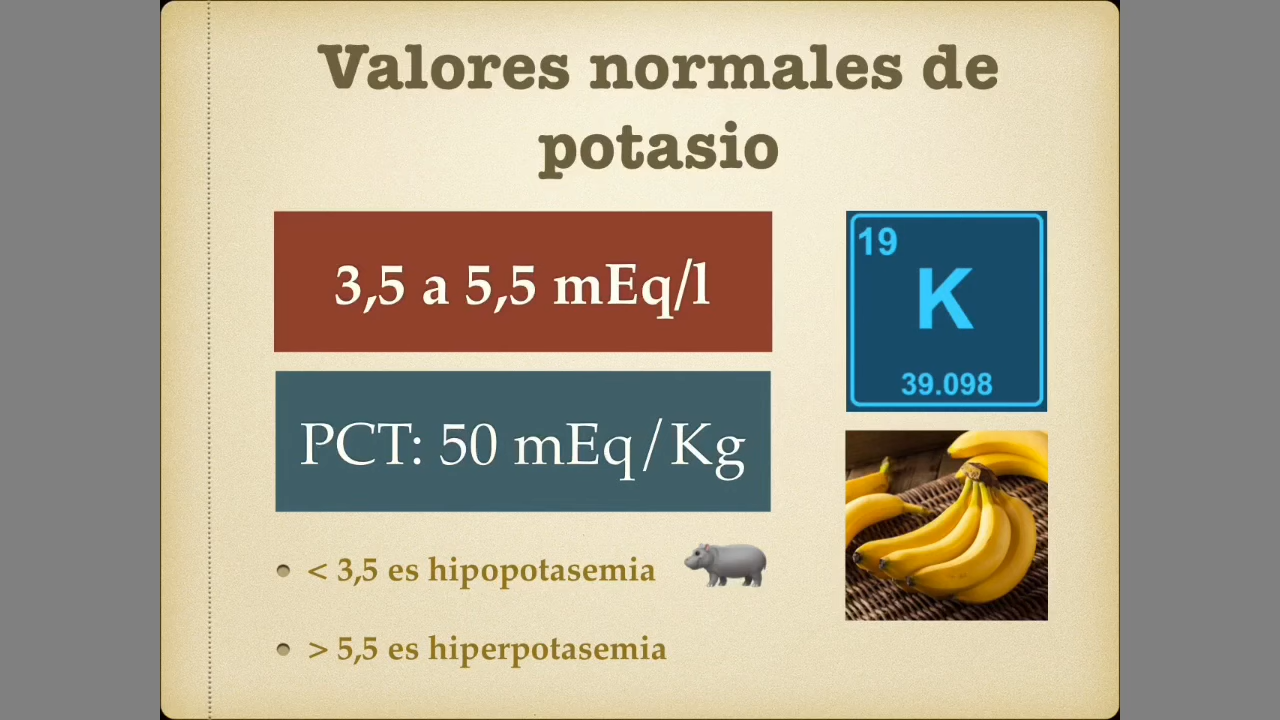 Valores normales de
potasio
3,5 a 5,5 mEq/l
PCT: 50 mEq/Kg
< 3,5 es hipopotasemia
> 5,5 es hiperpotasemia
19
K
39.098